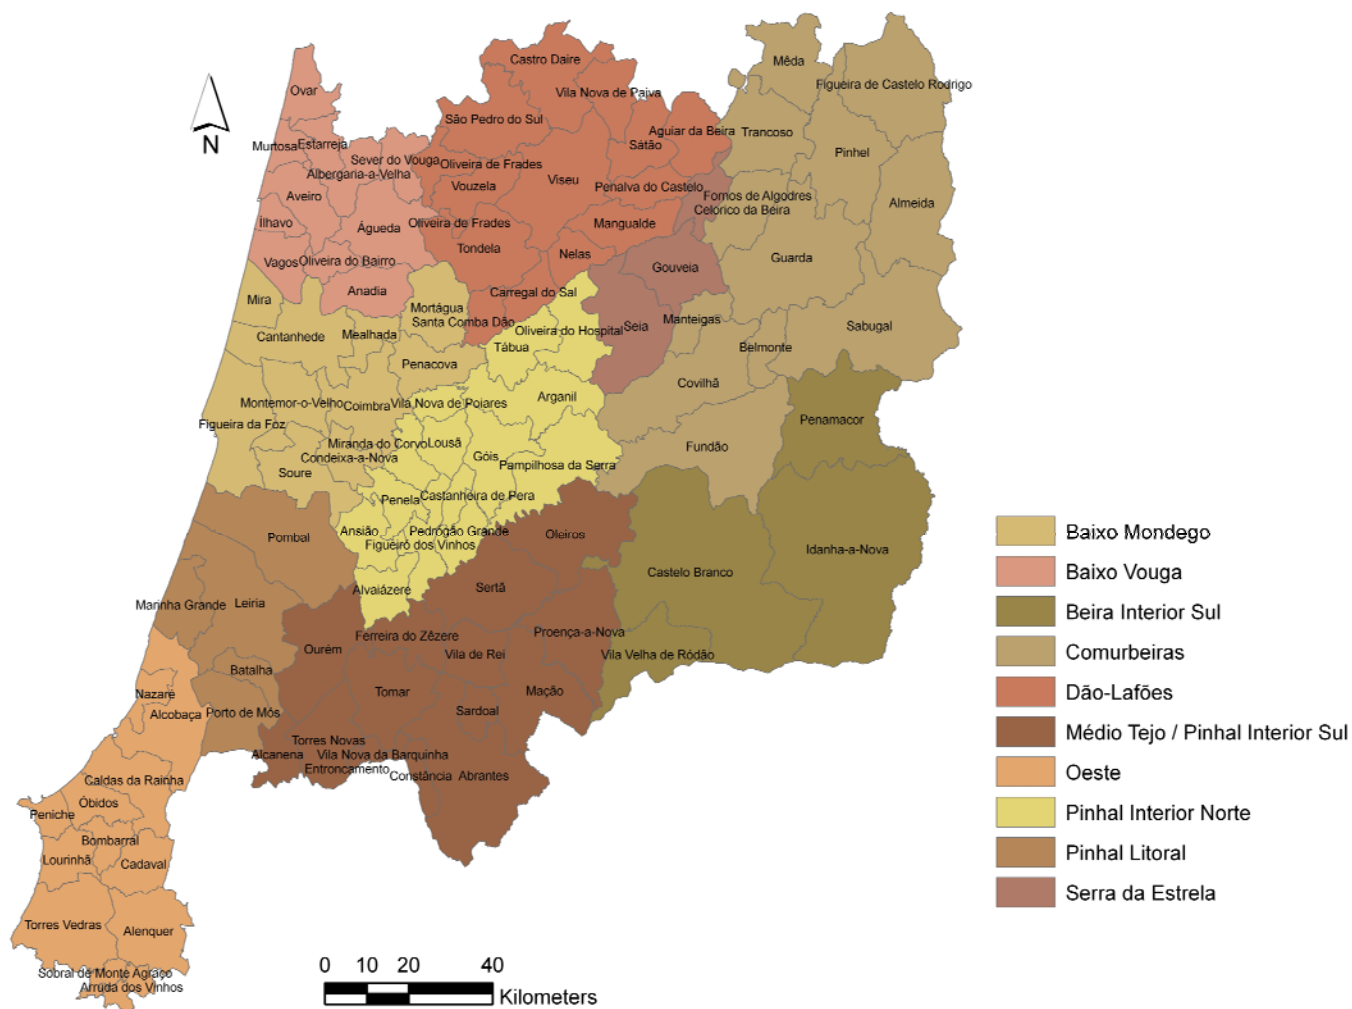 Castro Daire
Mêda
Figueira de Castelo Rodrigo
Ovar
Vila Nova de Paiva
São Pedro do Sul
Aguiar da Beira
Trancoso
N
Murtosa
Estarreja
Sátão
Pinhel
Sever do Vouga
Oliveira de Frades
Albergaria-a-Velha
Viseu
Vouzela
Penalva do Castelo
Aveiro
Fornos de Algodres
Almeida
Celorico da Beira
Ílhavo
Águeda
Oliveira de Frades
Mangualde
Tondela
Nelas
Guarda
Vagos
Oliveira do Bairro
Gouveia
Anadia
Carregal do Sal
Mira
Mortágua
Santa Comba Dão
Manteigas
Seia
Sabugal
Cantanhede
Mealhada
Oliveira do Hospital
Tábua
Belmonte
Penacova
Covilhã
Montemor-o-Velho
Coimbra
Vila Nova de Poiares
Arganil
Figueira da Foz
Penamacor
Miranda do Corvo
Lousã
Fundão
Condeixa-a-Nova
Góis
Soure
Pampilhosa da Serra
Penela
Castanheira de Pera
Pombal
Ansião
Pedrógão Grande
Oleiros
Figueiró dos Vinhos
Idanha-a-Nova
Castelo Branco
Alvaiázere
Sertã
Marinha Grande
Leiria
Ferreira do Zêzere
Proença-a-Nova
Ourém
Vila de Rei
Vila Velha de Ródão
Batalha
Nazaré
Tomar
Mação
Alcobaça
Porto de Mós
Sardoal
Torres Novas
Alcanena
Vila Nova da Barquinha
Entroncamento
Constância
Abrantes
Caldas da Rainha
Óbidos
Peniche
Bombarral
Lourinhã
Cadaval
Torres Vedras
Alenquer
Sobral de Monte Agraço
Arruda dos Vinhos
Baixo Mondego
Baixo Vouga
Beira Interior Sul
Comurbeiras
Dão-Lafões
Médio Tejo / Pinhal Interior Sul
Oeste
Pinhal Interior Norte
Pinhal Litoral
Serra da Estrela
0 10 20 40
Kilometers